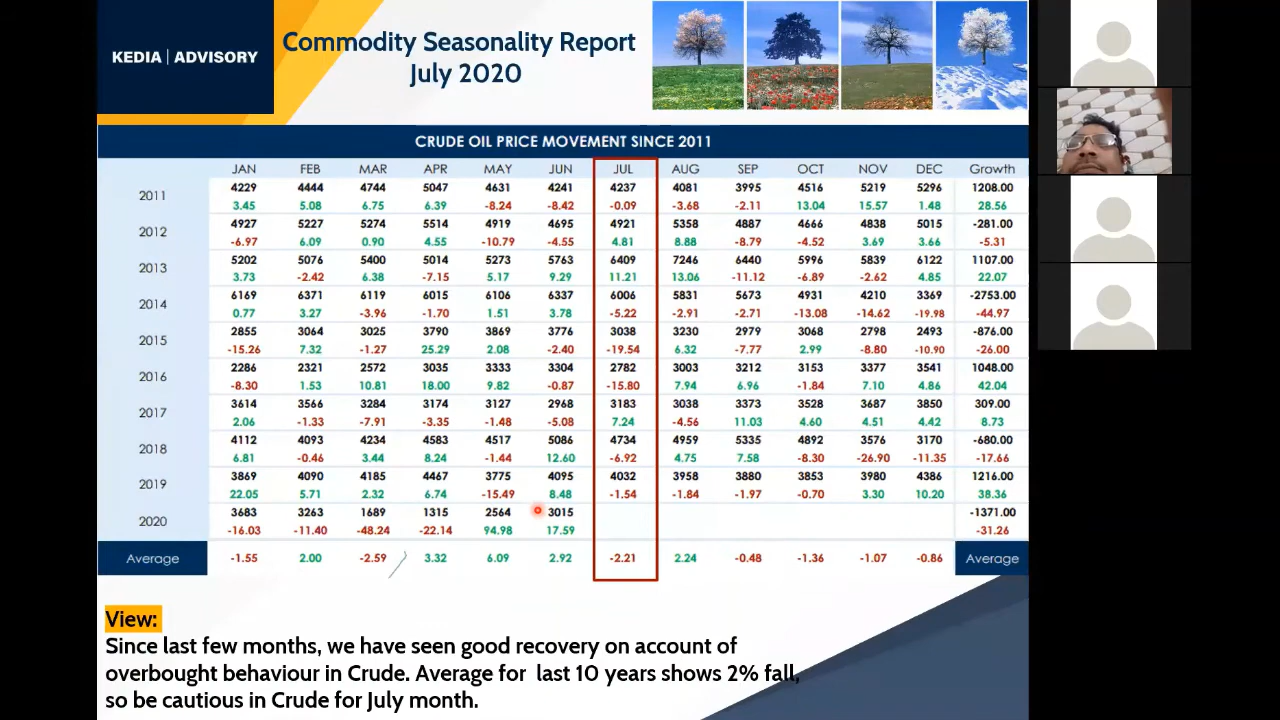 KEDIA | ADVISORY
Commodity Seasonality Report
July 2020
CRUDE OIL PRICE MOVEMENT SINCE 2011
JAN FEB MAR APR MAY JUN JUL AUG SEP OCT NOV DEC Growth
2011
4229 4444 4744 5047 4631 4241 4237 4081 3995 4516 5219 5296 1208.00
3.45 5.08 6.75 6.39 -8.24 -8.42 -0.09 -3.68 -2.11 13.04 15.57 1.48 28.56
2012
4927 5227 5274 5514 4919 4695 4921 5358 4887 4666 4838 5015 -281.00
-6.97 6.09 0.90 4.55 -10.79 -4.55 4.81 8.88 -8.79 -4.52 3.69 3.66 -5.31
2013
5202 5076 5400 5014 5273 5763 6409 7246 6440 5996 5839 6122 1107.00
3.73 -2.42 6.38 -7.15 5.17 9.29 11.21 13.06 -11.12 -6.89 -2.62 4.85 22.07
2014
6169 6371 6119 6015 6106 6337 6006 5831 5673 4931 4210 3369 -2753.00
0.77 3.27 -3.96 -1.70 1.51 3.78 -5.22 -2.91 -2.71 -13.08 -14.62 -19.98 -44.97
2015
2855 3064 3025 3790 3869 3776 3038 3230 2979 3068 2798 2493 -876.00
-15.26 7.32 -1.27 25.29 2.08 -2.40 -19.54 6.32 -7.77 2.99 -8.80 -10.90 -26.00
2016
2286 2321 2572 3035 3333 3304 2782 3003 3212 3153 3377 3541 1048.00
-8.30 1.53 10.81 18.00 9.82 -0.87 -15.80 7.94 6.96 -1.84 7.10 4.86 42.04
2017
3614 3566 3284 3174 3127 2968 3183 3038 3373 3528 3687 3850 309.00
2.06 -1.33 -7.91 -3.35 -1.48 -5.08 7.24 -4.56 11.03 4.60 4.51 4.42 8.73
2018
4112 4093 4234 4583 4517 5086 4734 4959 5335 4892 3576 3170 -680.00
6.81 -0.46 3.44 8.24 -1.44 12.60 -6.92 4.75 7.58 -8.30 -26.90 -11.35 -17.66
2019
3869 4090 4185 4467 3775 4095 4032 3958 3880 3853 3980 4386 1216.00
22.05 5.71 2.32 6.74 -15.49 8.48 -1.54 -1.84 -1.97 -0.70 3.30 10.20 38.36
2020
3683 3263 1689 1315 2564 3015 -1371.00
-16.03 -11.40 -48.24 -22.14 94.98 17.59 -31.26
Average -1.55 2.00 -2.59 3.32 6.09 2.92 -2.21 2.24 -0.48 -1.36 -1.07 -0.86 Average
View:
Since last few months, we have seen good recovery on account of
overbought behaviour in Crude. Average for last 10 years shows 2% fall,
so be cautious in Crude for July month.